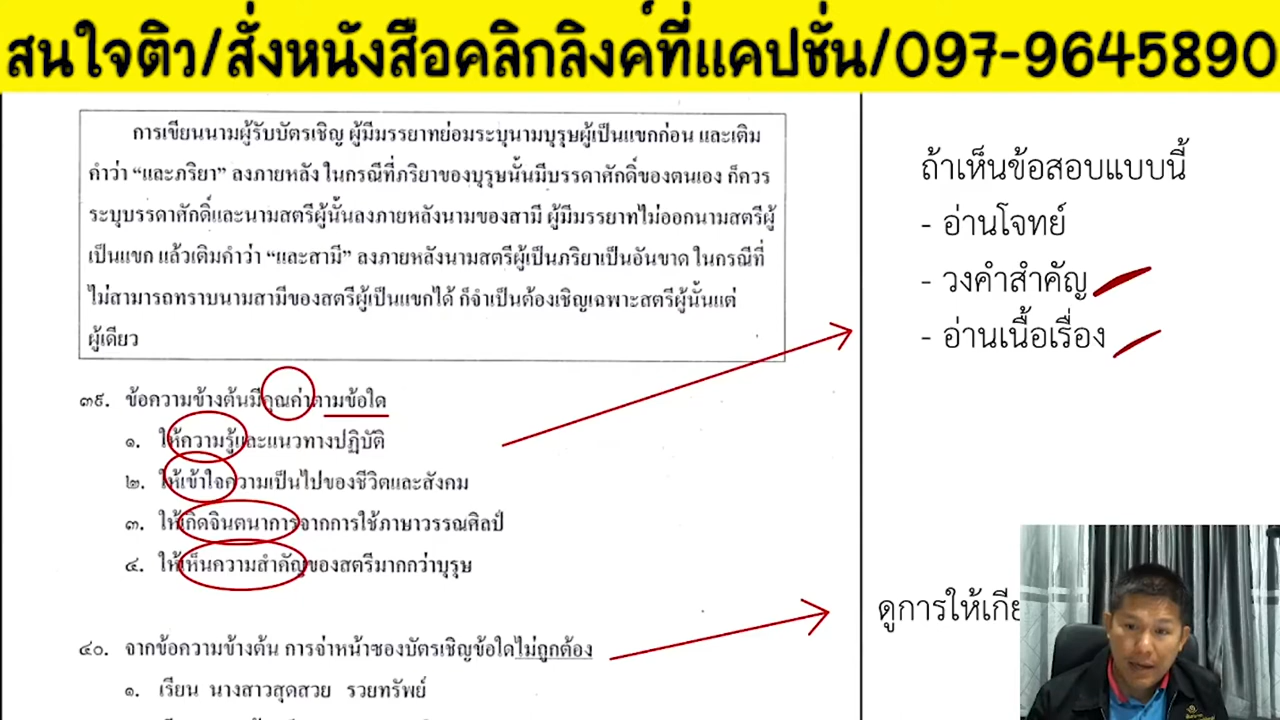 สนใจติว/สั่งหนังสือคลิกลิงค์ที่แคปชั่น/097-9645890
การเขียนนามผู้รับบัตรเชิญ ผู้มีมรรยาทย่อมระบุนามบุรุษผู้เป็นแขกก่อน และเติม
คำว่า “และภริยา” ลงภายหลัง ในกรณีที่ภริยาของบุรุษนั้นมีบรรดาศักดิ์ของตนเอง ก็ควร
ระบุบรรดาศักดิ์และนามสตรีผู้นั้นลงภายหลังนามของสามี ผู้มีมรรยาทไม่ออกนามสตรีผู้
เป็นแขก แล้วเติมคำว่า “และสามี” ลงภายหลังนามสตรีผู้เป็นภริยาเป็นอันขาด ในกรณีที่
ไม่สามารถทราบนามสามีของสตรีผู้เป็นแขกได้ ก็จำเป็นต้องเชิญเฉพาะสตรีผู้นั้นแต่
ผู้เดียว
๓๙. ข้อความข้างต้นมีคุณค่าตามข้อใด
๑. ให้ความรู้และแนวทางปฏิบัติ
๒. ให้เข้าใจความเป็นไปของชีวิตและสังคม
๓. ให้เกิดจินตนาการจากการใช้ภาษาวรรณศิลป์
๔. ให้เห็นความสำคัญของสตรีมากกว่าบุรุษ
๔๐. จากข้อความข้างต้น การจ่าหน้าซองบัตรเชิญข้อใดไม่ถูกต้อง
๑. เรียน นางสาวสุดสวย รวยทรัพย์
ถ้าเห็นข้อสอบแบบนี้
- อ่านโจทย์
- วงคำสำคัญ
- อ่านเนื้อเรื่อง
ดูการให้เกี